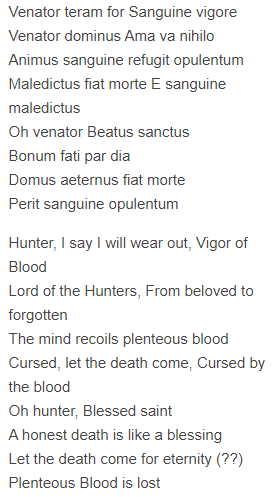 Venator teram for Sanguine vigore
Venator dominus Ama va nihilo
Animus sanguine refugit opulentum
Maledictus fiat morte E sanguine
maledictus
Oh venator Beatus sanctus
Bonum fati par dia
Domus aeternus fiat morte
Perit sanguine opulentum
Hunter, I say I will wear out, Vigor of
Blood
Lord of the Hunters, From beloved to
forgotten
The mind recoils plenteous blood
Cursed, let the death come, Cursed by
the blood
Oh hunter, Blessed saint
A honest death is like a blessing
Let the death come for eternity (??)
Plenteous Blood is lost